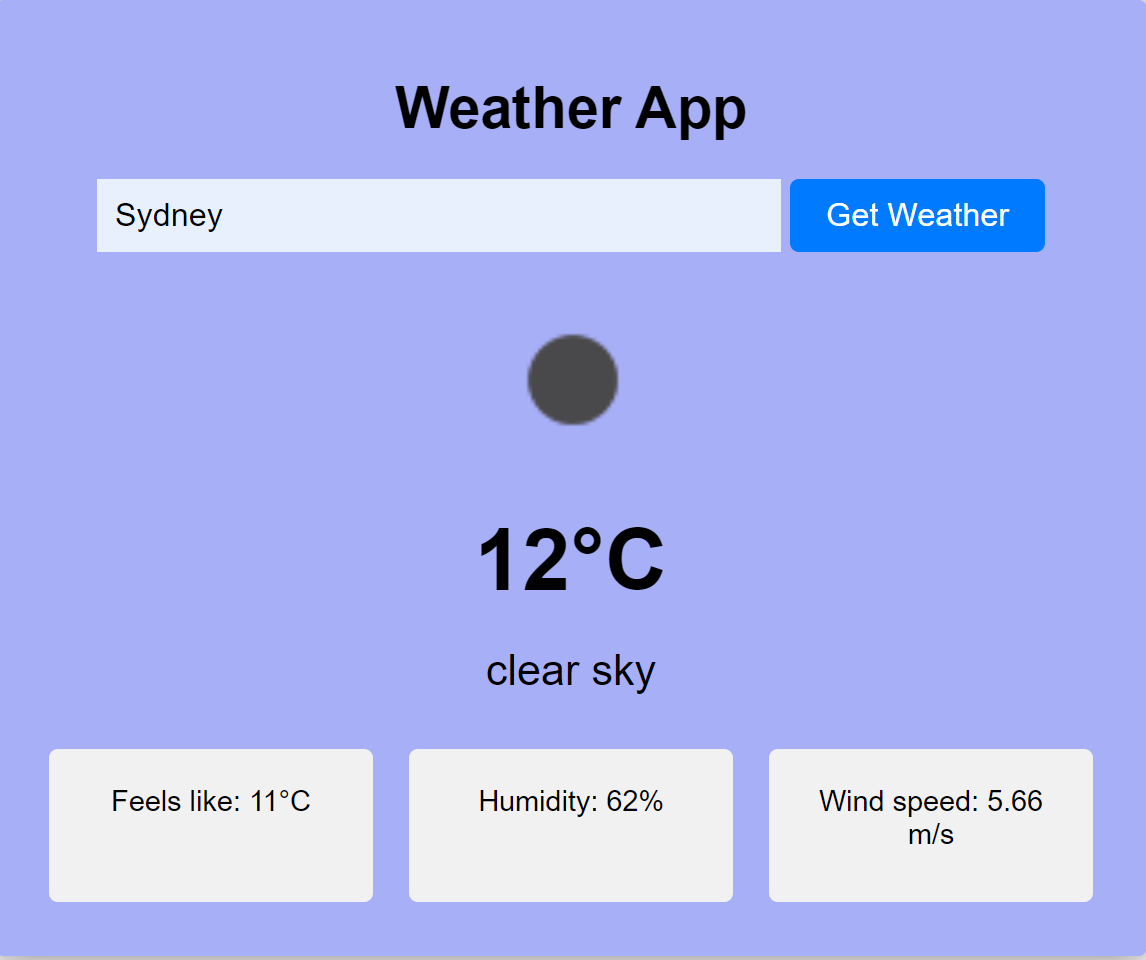 Weather App
Sydney
Get Weather
12°C
clear sky
Feels like: 11°C
Humidity: 62%
Wind speed: 5.66
m/s